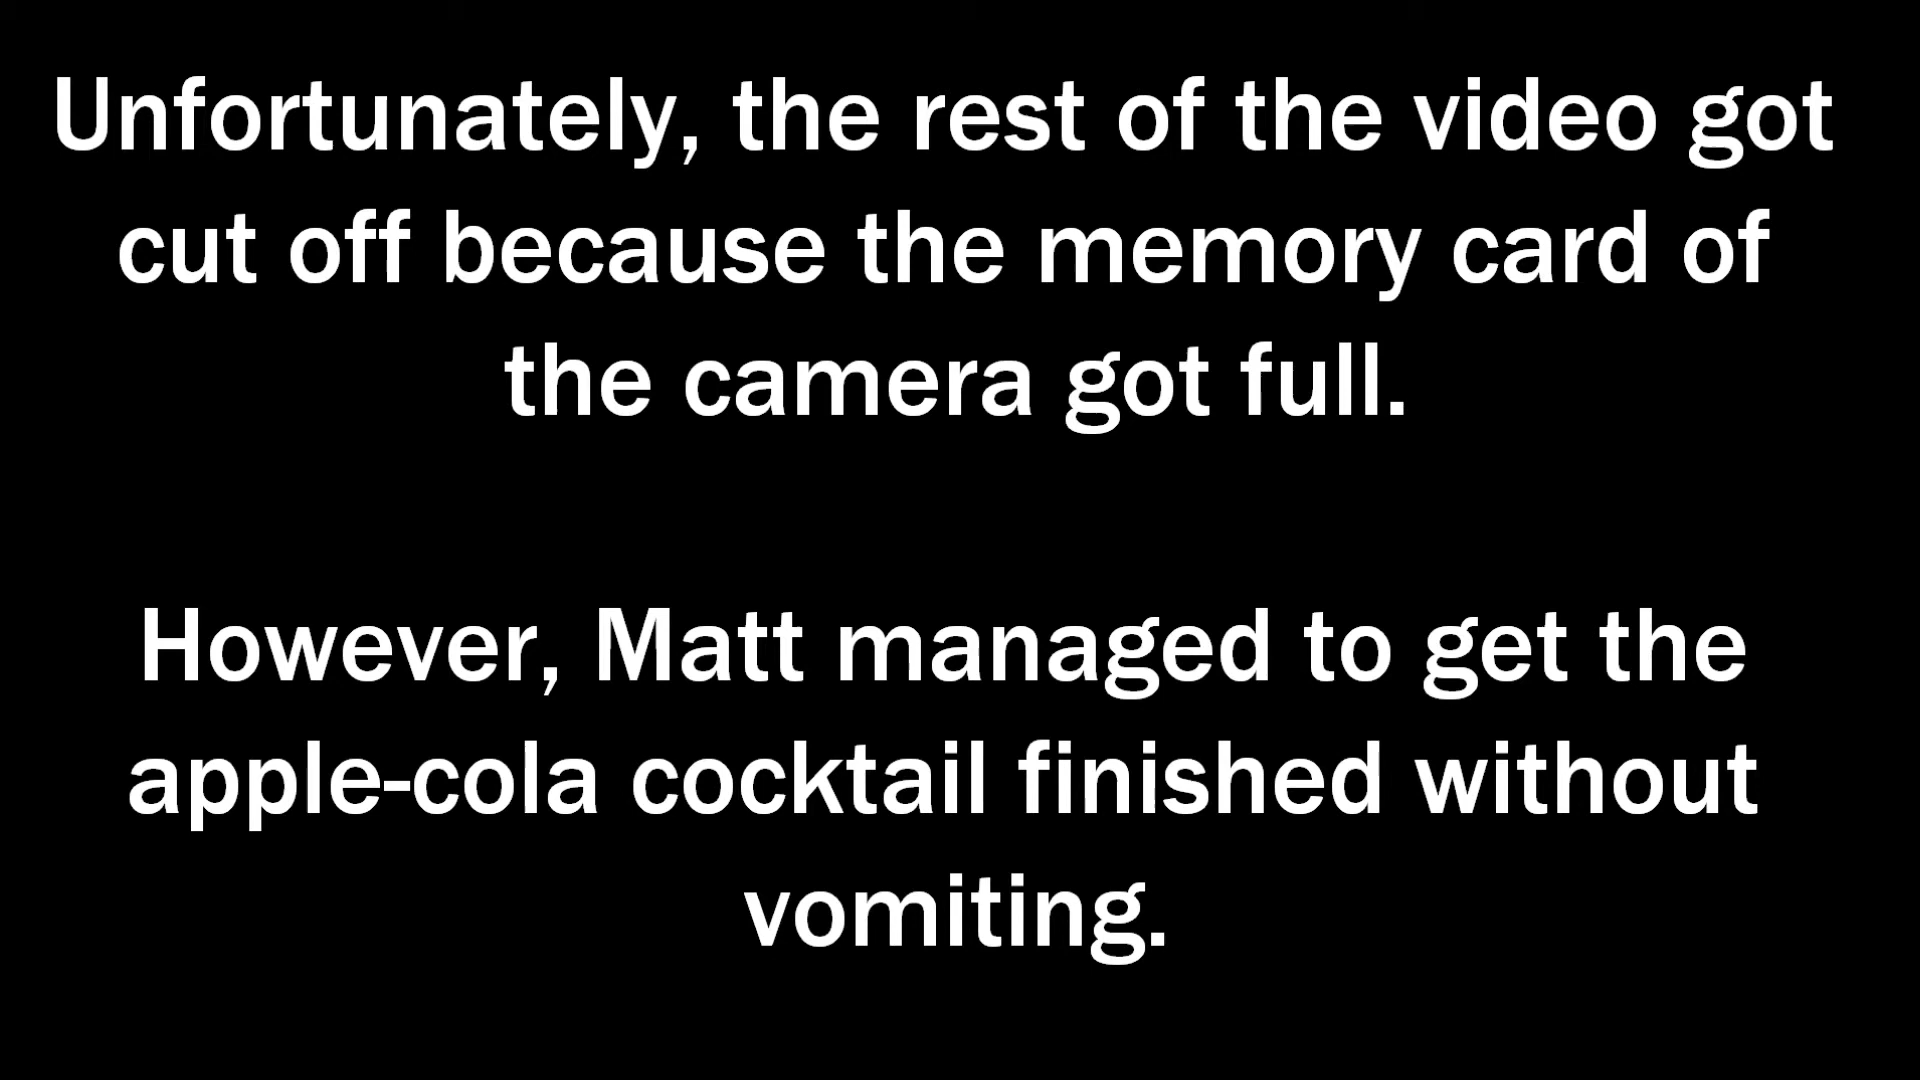 Unfortunately, the rest of the video got
cut off because the memory card of
the camera got full.
However, Matt managed to get the
apple-cola cocktail finished without
vomiting.